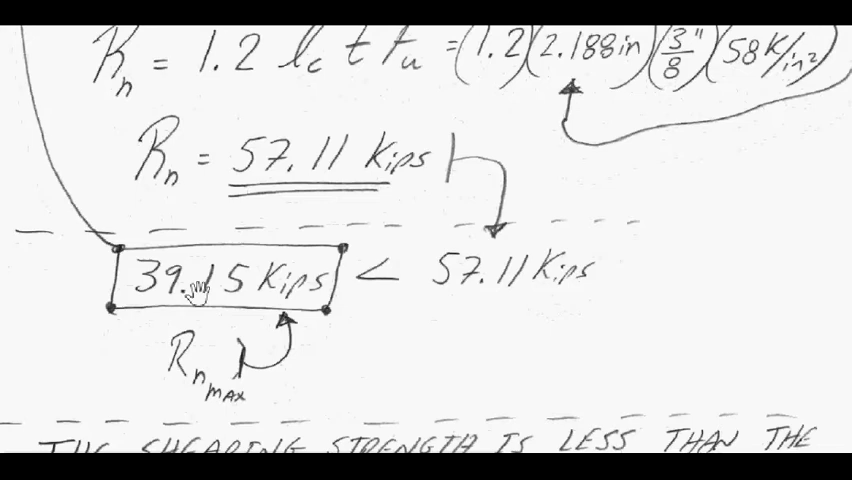 Rn = 1.2 lc t Fu = (1.2)(2.188in)(3/8")(58K/in²)
Rn = 57.11 Kips
39.15 Kips < 57.11 Kips
Rn MAX
THE SHEARING STRENGTH IS LESS THAN THE